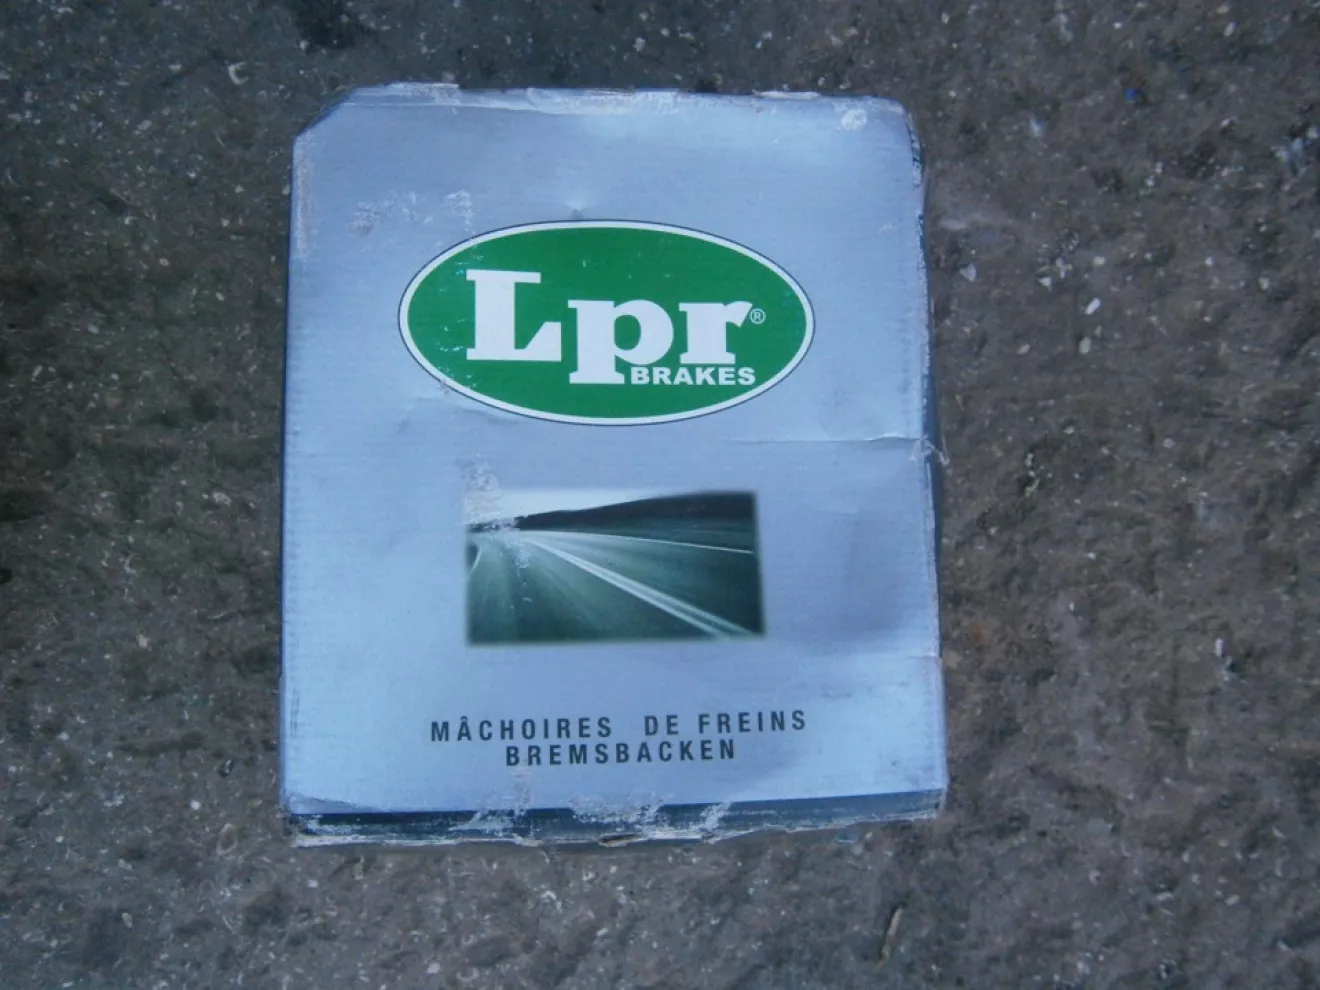 Lpr®
BRAKES
MÂCHOIRES DE FREINS
BREMSBACKEN